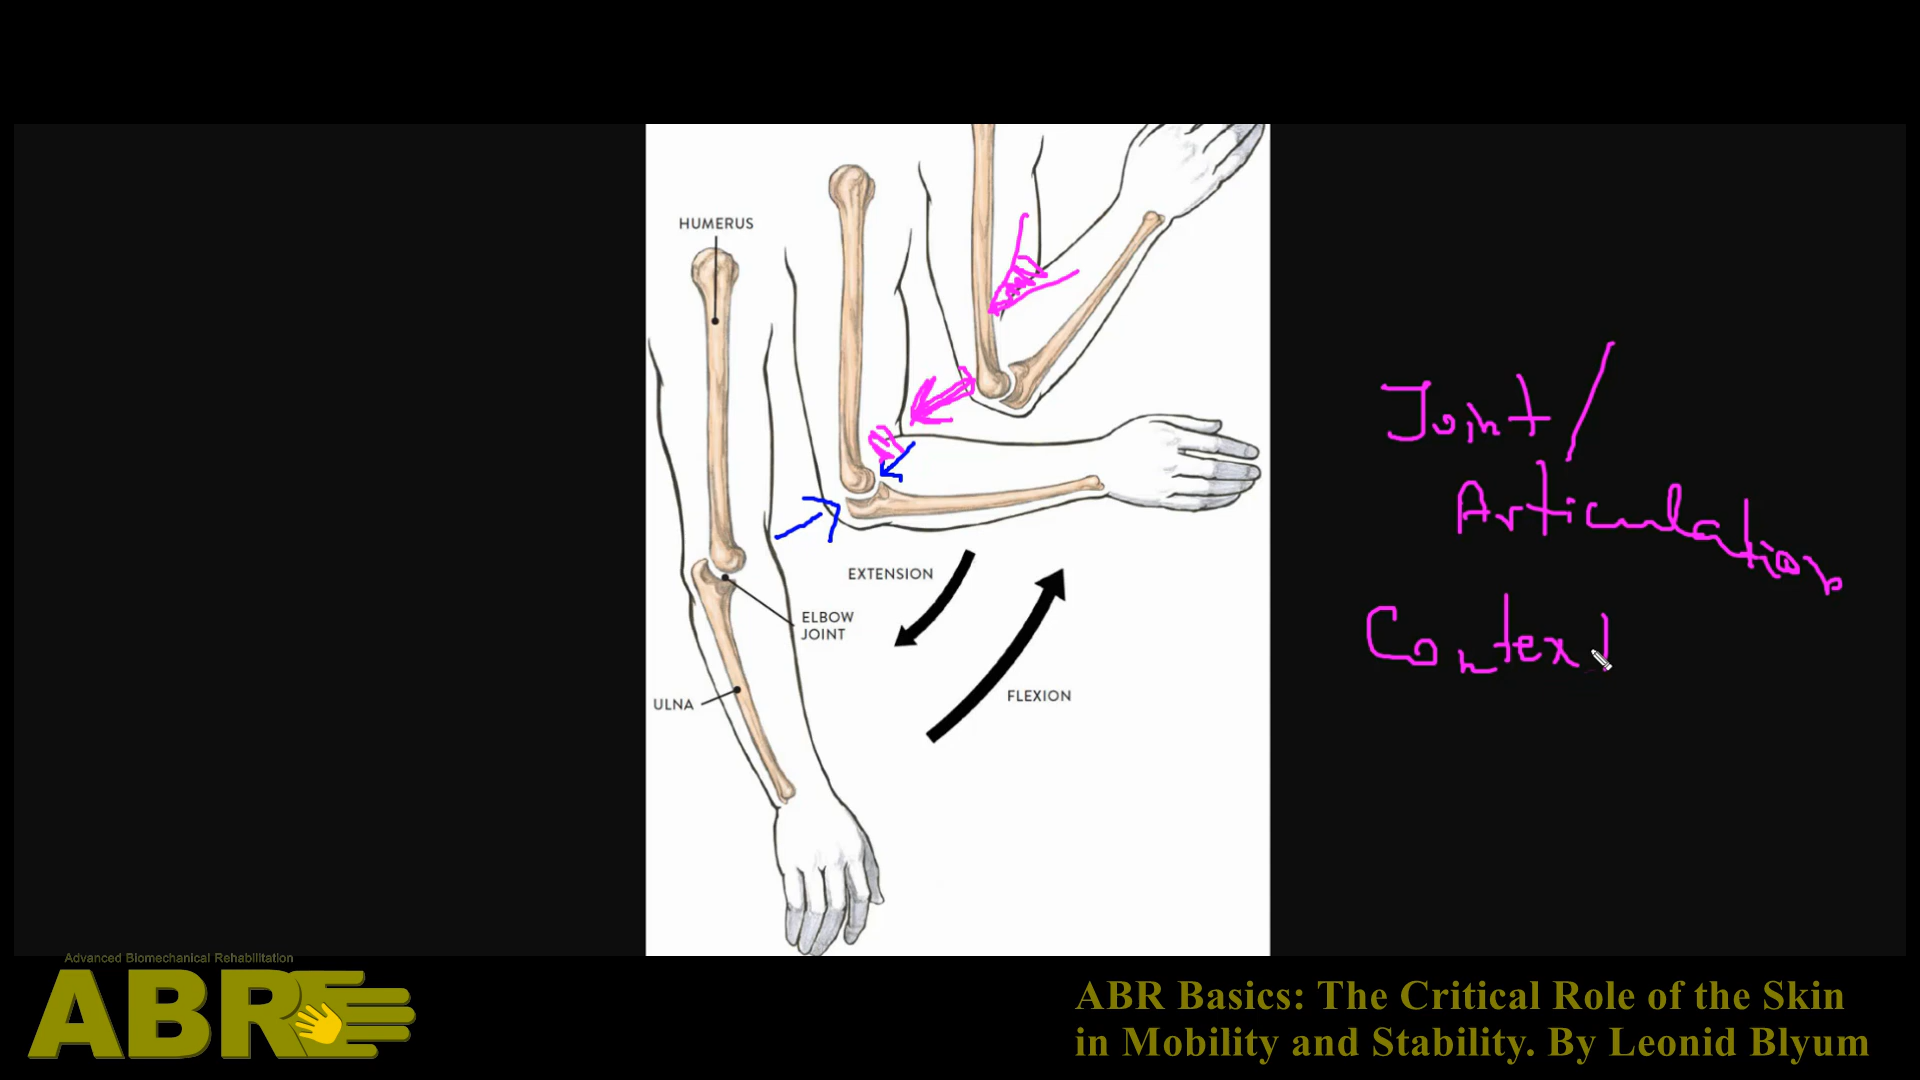 HUMERUS
EXTENSION
ELBOW
JOINT
FLEXION
ULNA
Joint /
Articulation
Context
Advanced Biomechanical Rehabilitation
ABR
ABR Basics: The Critical Role of the Skin
in Mobility and Stability. By Leonid Blyum